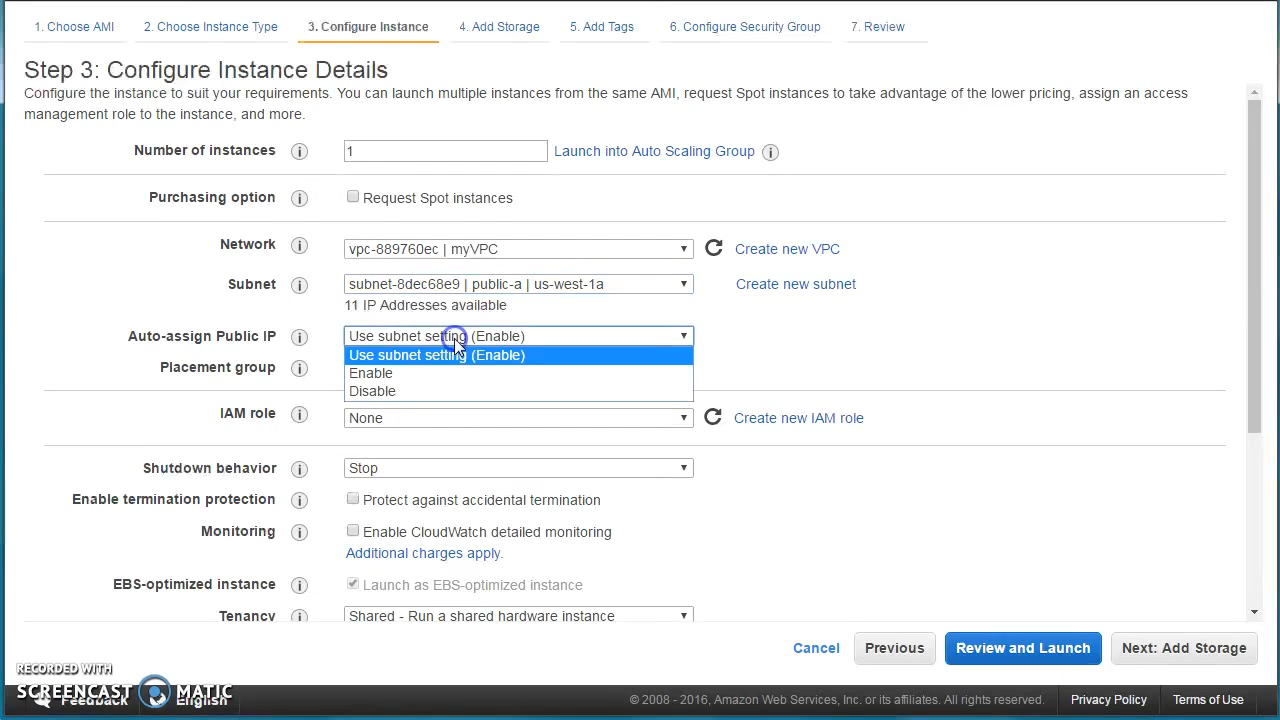 1. Choose AMI 2. Choose Instance Type 3. Configure Instance 4. Add Storage 5. Add Tags 6. Configure Security Group 7. Review
Step 3: Configure Instance Details
Configure the instance to suit your requirements. You can launch multiple instances from the same AMI, request Spot instances to take advantage of the lower pricing, assign an access
management role to the instance, and more.
Number of instances 1 Launch into Auto Scaling Group
Purchasing option Request Spot instances
Network vpc-889760ec | myVPC Create new VPC
Subnet subnet-8dec68e9 | public-a | us-west-1a Create new subnet
11 IP Addresses available
Auto-assign Public IP Use subnet setting (Enable)
Use subnet setting (Enable)
Placement group Enable
Disable
IAM role None Create new IAM role
Shutdown behavior Stop
Enable termination protection Protect against accidental termination
Monitoring Enable CloudWatch detailed monitoring
Additional charges apply.
EBS-optimized instance Launch as EBS-optimized instance
Tenancy Shared - Run a shared hardware instance
Cancel Previous Review and Launch Next: Add Storage
RECORDED WITH
SCREENCAST MATIC
Feedback English © 2008 - 2016, Amazon Web Services, Inc. or its affiliates. All rights reserved. Privacy Policy Terms of Use